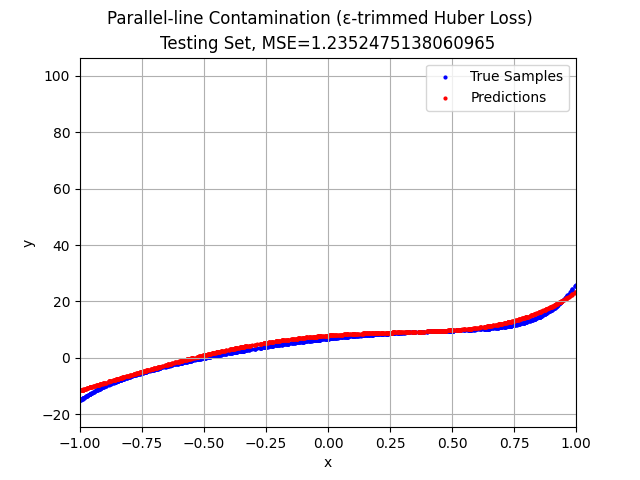 Parallel-line Contamination (ε-trimmed Huber Loss)
Testing Set, MSE=1.2352475138060965
True Samples
Predictions
100
80
60
40
20
0
−20
y
−1.00 −0.75 −0.50 −0.25 0.00 0.25 0.50 0.75 1.00
x